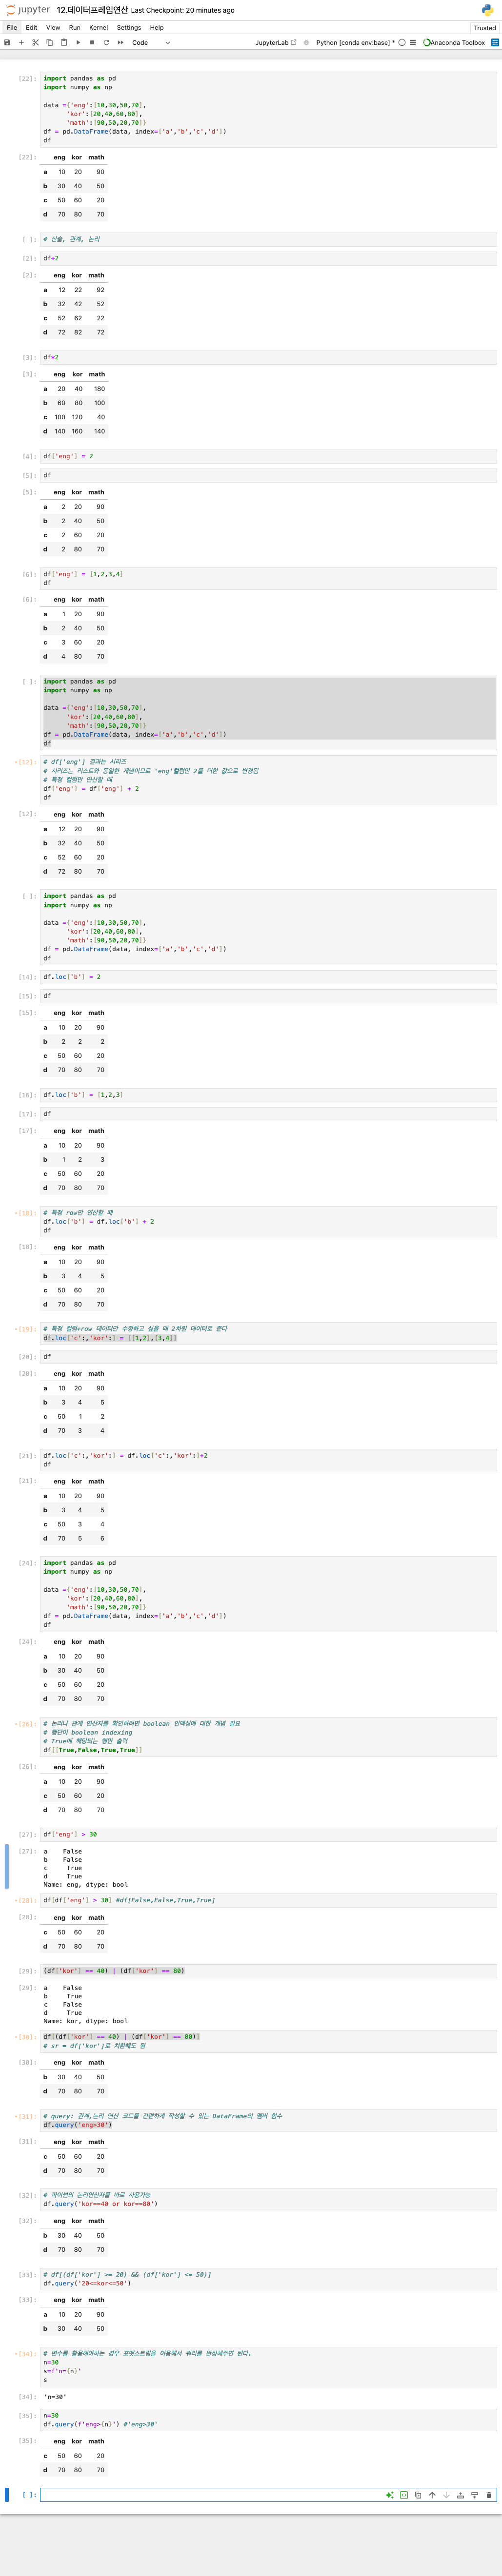 jupyter 12.데이터프레임연산 Last Checkpoint: 20 minutes ago
File Edit View Run Kernel Settings Help Trusted
Code JupyterLab Python [conda env:base] * Anaconda Toolbox
[22]: import pandas as pd
import numpy as np
data ={'eng':[10,30,50,70],
'kor':[20,40,60,80],
'math':[90,50,20,70]}
df = pd.DataFrame(data, index=['a','b','c','d'])
df
[22]: eng kor math
a 10 20 90
b 30 40 50
c 50 60 20
d 70 80 70
[ ]: # 산술, 관계, 논리
[2]: df+2
[2]: eng kor math
a 12 22 92
b 32 42 52
c 52 62 22
d 72 82 72
[3]: df*2
[3]: eng kor math
a 20 40 180
b 60 80 100
c 100 120 40
d 140 160 140
[4]: df['eng'] = 2
[5]: df
[5]: eng kor math
a 2 20 90
b 2 40 50
c 2 60 20
d 2 80 70
[6]: df['eng'] = [1,2,3,4]
df
[6]: eng kor math
a 1 20 90
b 2 40 50
c 3 60 20
d 4 80 70
[ ]: import pandas as pd
import numpy as np
data ={'eng':[10,30,50,70],
'kor':[20,40,60,80],
'math':[90,50,20,70]}
df = pd.DataFrame(data, index=['a','b','c','d'])
df
[12]: # df['eng'] 결과는 시리즈
# 시리즈는 리스트와 동일한 개념이므로 'eng'컬럼만 2를 더한 값으로 변경됨
# 특정 컬럼만 연산할 때
df['eng'] = df['eng'] + 2
df
[12]: eng kor math
a 12 20 90
b 32 40 50
c 52 60 20
d 72 80 70
[ ]: import pandas as pd
import numpy as np
data ={'eng':[10,30,50,70],
'kor':[20,40,60,80],
'math':[90,50,20,70]}
df = pd.DataFrame(data, index=['a','b','c','d'])
df
[14]: df.loc['b'] = 2
[15]: df
[15]: eng kor math
a 10 20 90
b 2 2 2
c 50 60 20
d 70 80 70
[16]: df.loc['b'] = [1,2,3]
[17]: df
[17]: eng kor math
a 10 20 90
b 1 2 3
c 50 60 20
d 70 80 70
[18]: # 특정 row만 연산할 때
df.loc['b'] = df.loc['b'] + 2
df
[18]: eng kor math
a 10 20 90
b 3 4 5
c 50 60 20
d 70 80 70
[19]: # 특정 컬럼+row 데이터만 수정하고 싶을 때 2차원 데이터로 준다
df.loc['c':,'kor':] = [[1,2],[3,4]]
[20]: df
[20]: eng kor math
a 10 20 90
b 3 4 5
c 50 1 2
d 70 3 4
[21]: df.loc['c':,'kor':] = df.loc['c':,'kor':]+2
df
[21]: eng kor math
a 10 20 90
b 3 4 5
c 50 3 4
d 70 5 6
[24]: import pandas as pd
import numpy as np
data ={'eng':[10,30,50,70],
'kor':[20,40,60,80],
'math':[90,50,20,70]}
df = pd.DataFrame(data, index=['a','b','c','d'])
df
[24]: eng kor math
a 10 20 90
b 30 40 50
c 50 60 20
d 70 80 70
[26]: # 논리나 관계 연산자를 확인하려면 boolean 인덱싱에 대한 개념 필요
# 행단이 boolean indexing
# True에 해당되는 행만 출력
df[[True,False,True,True]]
[26]: eng kor math
a 10 20 90
c 50 60 20
d 70 80 70
[27]: df['eng'] > 30
[27]: a False
b False
c True
d True
Name: eng, dtype: bool
[28]: df[df['eng'] > 30] #df[False,False,True,True]
[28]: eng kor math
c 50 60 20
d 70 80 70
[29]: (df['kor'] == 40) | (df['kor'] == 80)
[29]: a False
b True
c False
d True
Name: kor, dtype: bool
[30]: df[(df['kor'] == 40) | (df['kor'] == 80)]
# sr = df['kor']로 치환해도 됨
[30]: eng kor math
b 30 40 50
d 70 80 70
[31]: # query: 관계,논리 연산 코드를 간편하게 작성할 수 있는 DataFrame의 멤버 함수
df.query('eng>30')
[31]: eng kor math
c 50 60 20
d 70 80 70
[32]: # 파이썬의 논리연산자를 바로 사용가능
df.query('kor==40 or kor==80')
[32]: eng kor math
b 30 40 50
d 70 80 70
[33]: # df[(df['kor'] >= 20) && (df['kor'] <= 50)]
df.query('20<=kor<=50')
[33]: eng kor math
a 10 20 90
b 30 40 50
[34]: # 변수를 활용해야하는 경우 포맷스트링을 이용해서 쿼리를 완성해주면 된다.
n=30
s=f'n={n}'
s
[34]: 'n=30'
[35]: n=30
df.query(f'eng>{n}') #'eng>30'
[35]: eng kor math
c 50 60 20
d 70 80 70
[ ]: